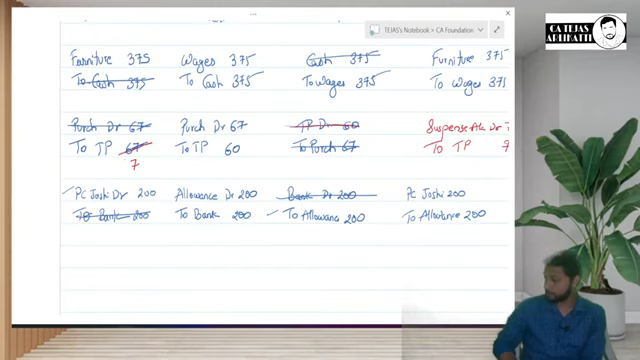 TEJAS's Notebook > CA Foundation
CA TEJAS
ARUKATTI
Furniture 375 Wages 375 Cash 375 Furniture 375
To Cash 375 To Cash 375 To Wages 375 To Wages 375
Purch Dr 67 Purch Dr 67 TP Dr 60 Suspense A/c Dr 7
To TP 67 To TP 60 To Purch 67 To TP 7
7
PC Joshi Dr 200 Allowance Dr 200 Bank Dr 200 PC Joshi 200
To Bank 200 To Bank 200 To Allowana 200 To Allowance 200